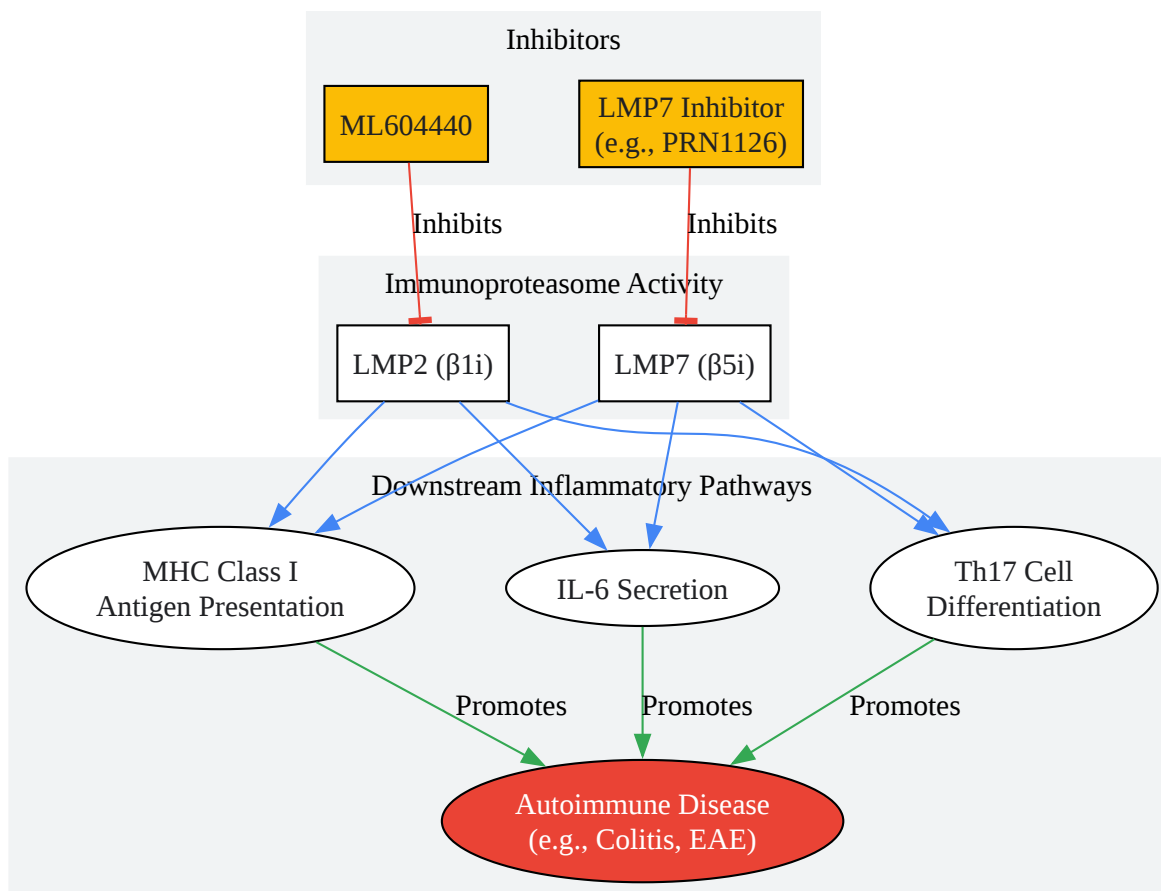 Inhibitors
ML604440
LMP7 Inhibitor
(e.g., PRN1126)
Inhibits
Inhibits
Immunoproteasome Activity
LMP2 (β1i)
LMP7 (β5i)
Downstream Inflammatory Pathways
MHC Class I
Antigen Presentation
IL-6 Secretion
Th17 Cell
Differentiation
Promotes
Promotes
Promotes
Autoimmune Disease
(e.g., Colitis, EAE)